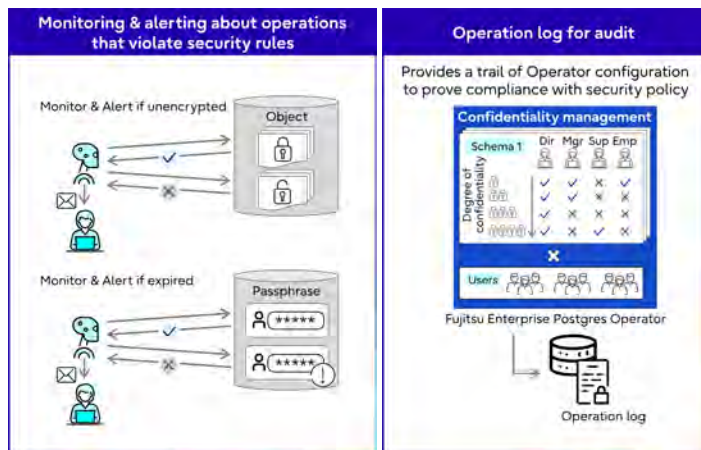 Monitoring & alerting about operations
that violate security rules
Monitor & Alert if unencrypted
Object
Monitor & Alert if expired
Passphrase
*****
*****
Operation log for audit
Provides a trail of Operator configuration
to prove compliance with security policy
Confidentiality management
Schema 1
Dir Mgr Sup Emp
Degree of
confidentiality
Users
Fujitsu Enterprise Postgres Operator
Operation log